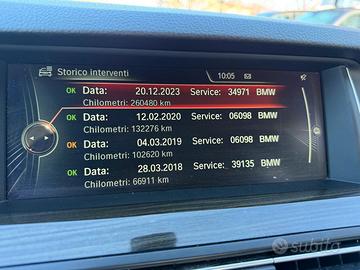 Storico interventi 10:05
OK Data: 20.12.2023 Service: 34971 BMW
Chilometri: 260480 km
OK Data: 12.02.2020 Service: 06098 BMW
Chilometri: 132276 km
OK Data: 04.03.2019 Service: 06098 BMW
Chilometri: 102620 km
OK Data: 28.03.2018 Service: 39135 BMW
Chilometri: 66911 km
subito